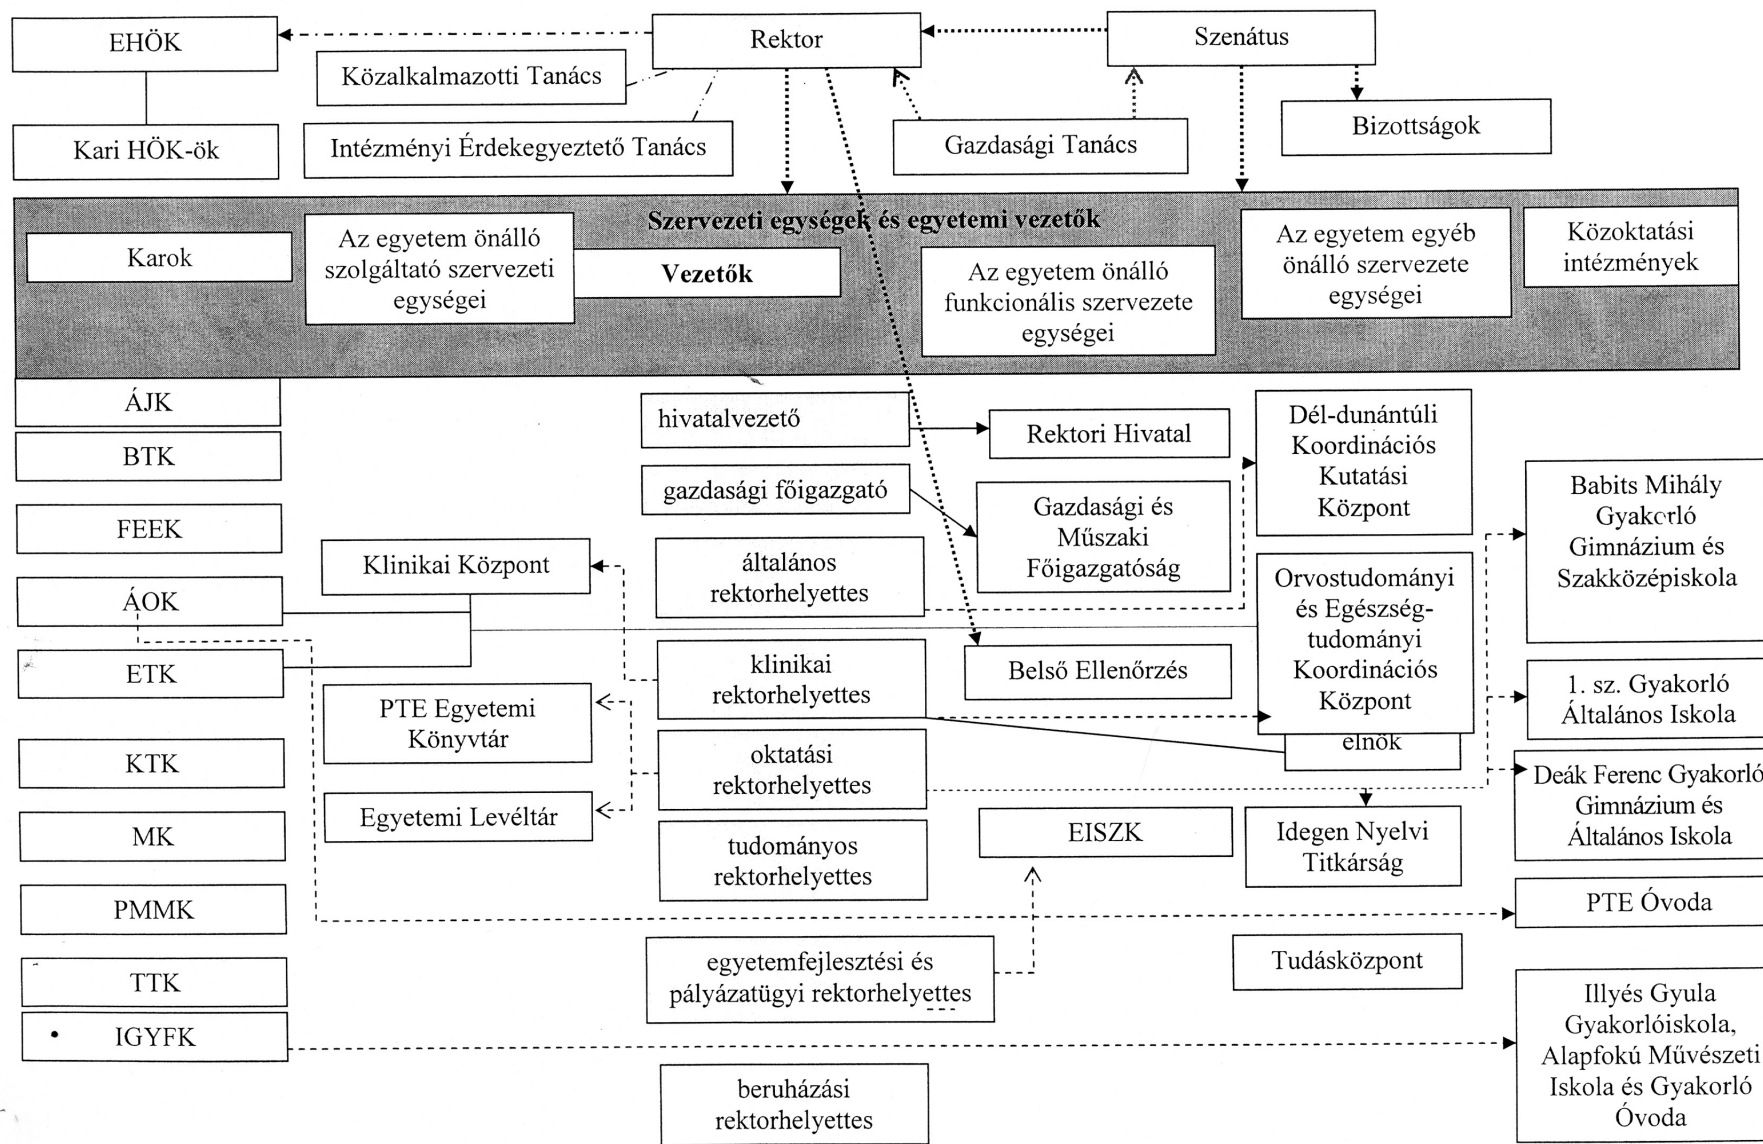 EHÖK
Rektor
Szenátus
Közalkalmazotti Tanács
Kari HÖK-ök
Intézményi Érdekegyeztető Tanács
Gazdasági Tanács
Bizottságok
Szervezeti egységek és egyetemi vezetők
Karok
Az egyetem önálló
szolgáltató szervezeti
egységei
Vezetők
Az egyetem önálló
funkcionális szervezete
egységei
Az egyetem egyéb
önálló szervezete
egységei
Közoktatási
intézmények
ÁJK
BTK
FEEK
ÁOK
ETK
KTK
MK
PMMK
TTK
IGYFK
Klinikai Központ
PTE Egyetemi
Könyvtár
Egyetemi Levéltár
hivatalvezető
gazdasági főigazgató
általános
rektorhelyettes
klinikai
rektorhelyettes
oktatási
rektorhelyettes
tudományos
rektorhelyettes
egyetemfejlesztési és
pályázatügyi rektorhelyettes
beruházási
rektorhelyettes
Rektori Hivatal
Gazdasági és
Műszaki
Főigazgatóság
Belső Ellenőrzés
EISZK
Dél-dunántúli
Koordinációs
Kutatási
Központ
Orvostudományi
és Egészség-
tudományi
Koordinációs
Központ
elnök
Idegen Nyelvi
Titkárság
Tudásközpont
Babits Mihály
Gyakorló
Gimnázium és
Szakközépiskola
1. sz. Gyakorló
Általános Iskola
Deák Ferenc Gyakorló
Gimnázium és
Általános Iskola
PTE Óvoda
Illyés Gyula
Gyakorlóiskola,
Alapfokú Művészeti
Iskola és Gyakorló
Óvoda